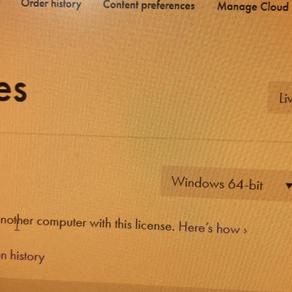 Order history Content preferences Manage Cloud
es
Liv
Windows 64-bit
nother computer with this license. Here's how ›
n history